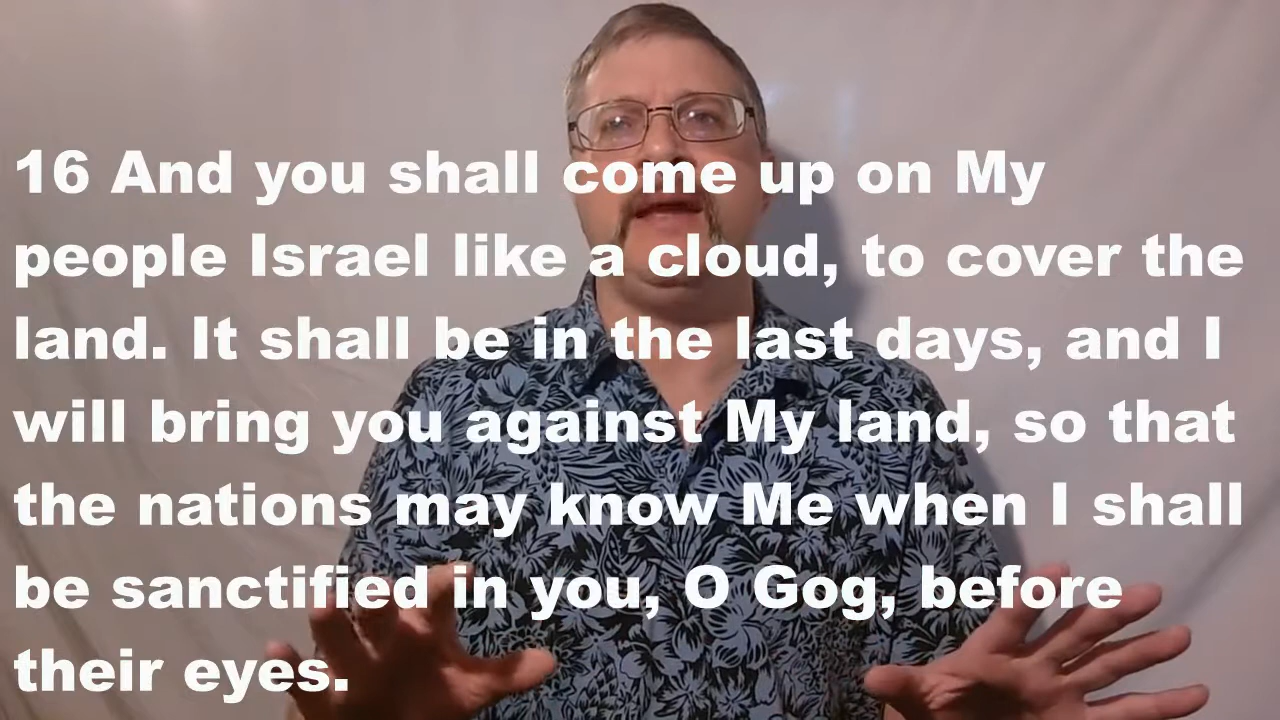 16 And you shall come up on My
people Israel like a cloud, to cover the
land. It shall be in the last days, and I
will bring you against My land, so that
the nations may know Me when I shall
be sanctified in you, O Gog, before
their eyes.